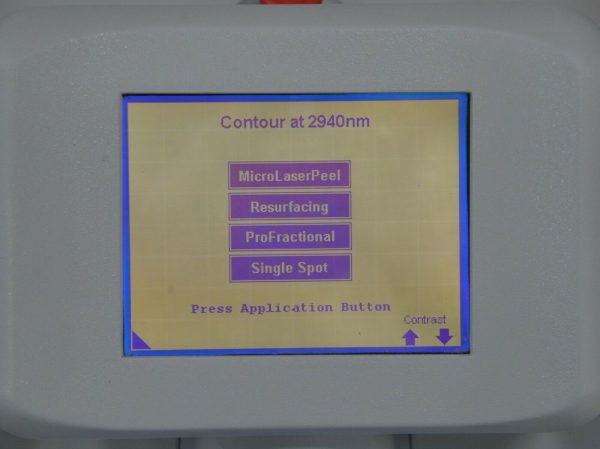 Contour at 2940nm
MicroLaserPeel
Resurfacing
ProFractional
Single Spot
Press Application Button
Contrast